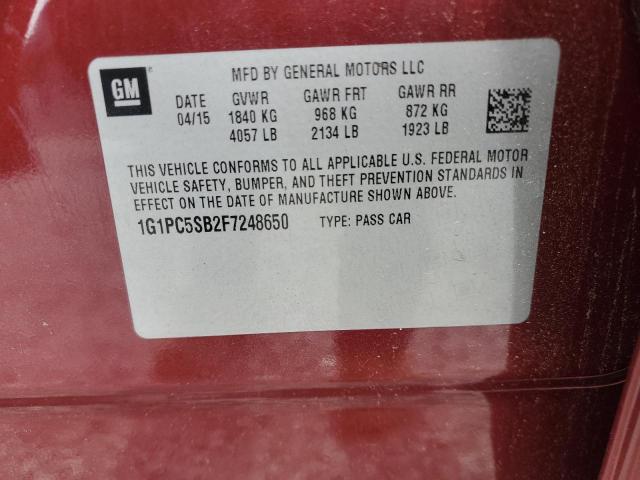 GM
MFD BY GENERAL MOTORS LLC
DATE GVWR GAWR FRT GAWR RR
04/15 1840 KG 968 KG 872 KG
4057 LB 2134 LB 1923 LB
THIS VEHICLE CONFORMS TO ALL APPLICABLE U.S. FEDERAL MOTOR
VEHICLE SAFETY, BUMPER, AND THEFT PREVENTION STANDARDS IN
EFFECT ON THE DATE OF MANUFACTURE SHOWN ABOVE.
1G1PC5SB2F7248650 TYPE: PASS CAR